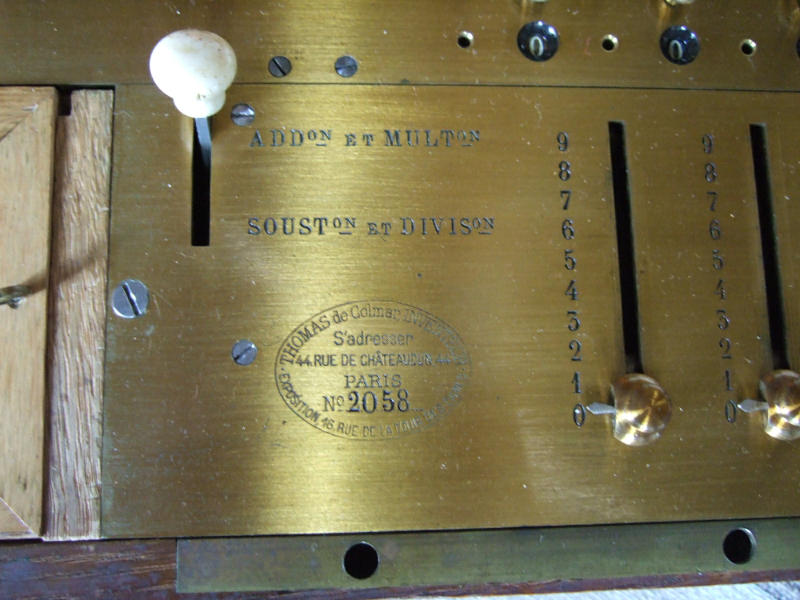 0 0
ADDON ET MULTON
SOUSTON ET DIVISON
9 9
8 8
7 7
6 6
5 5
4 4
3 3
2 2
1 1
0 0
THOMAS de Colmar INVENTEUR
S'adresser
44, RUE DE CHÂTEAUDUN 44
PARIS
No 2058
EXPOSITION 16, RUE DE LA TOUR